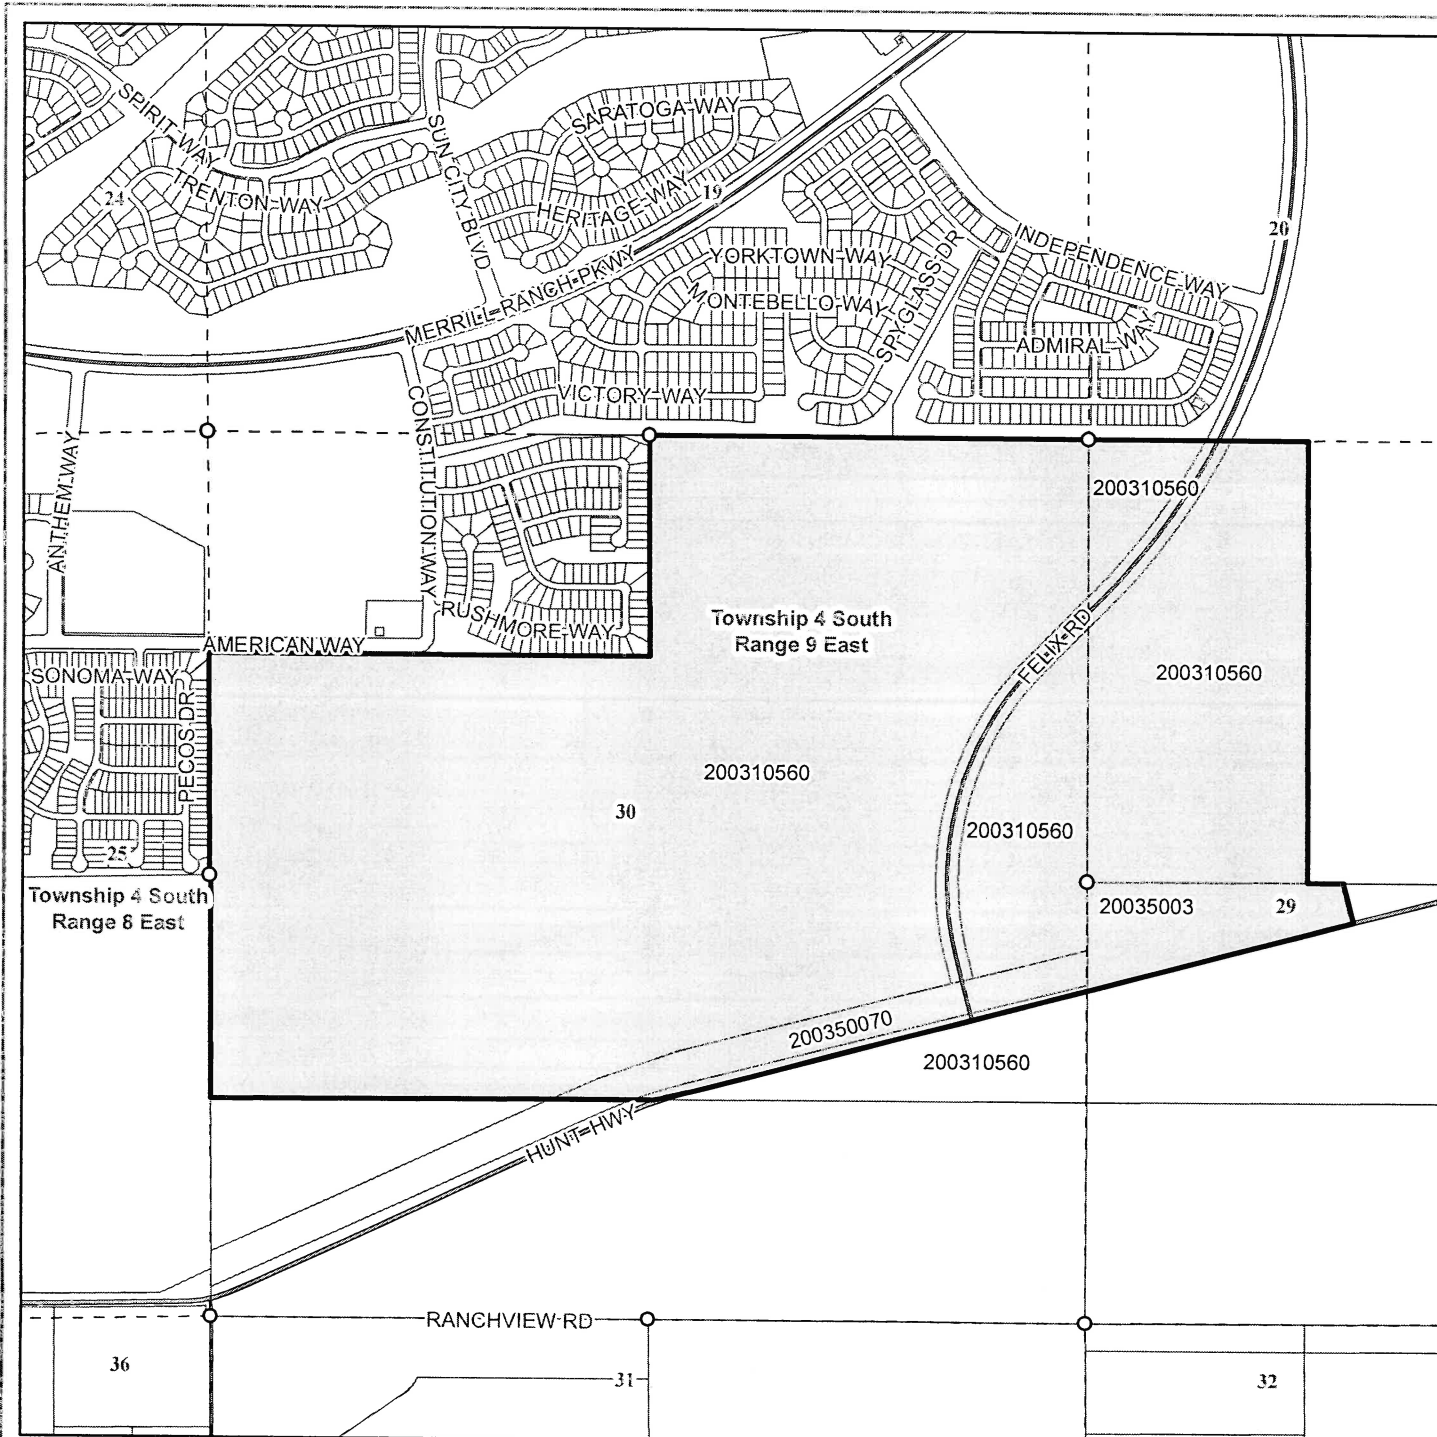 SPIRIT WAY
SARATOGA WAY
SUN CITY BLVD
24
TRENTON WAY
19
HERITAGE WAY
20
INDEPENDENCE WAY
YORKTOWN WAY
SPYGLASS DR
MONTEBELLO WAY
MERRILL RANCH PKWY
ADMIRAL WAY
VICTORY WAY
CONSTITUTION WAY
ANTHEM WAY
200310560
RUSHMORE WAY
Township 4 South
Range 9 East
AMERICAN WAY
FELIX RD
SONOMA WAY
200310560
PECOS DR
200310560
30
200310560
25
Township 4 South
Range 8 East
20035003
29
200350070
200310560
HUNT HWY
RANCHVIEW RD
36
31
32